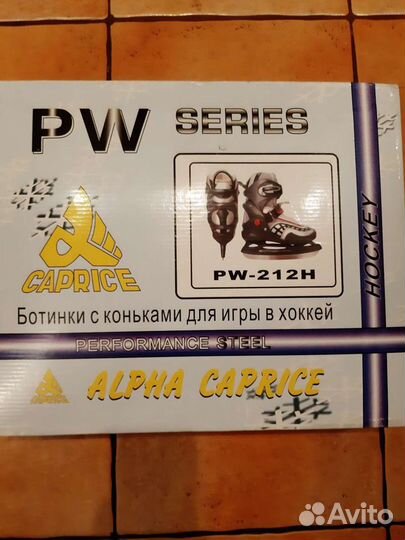 PW SERIES
HOCKEY
CAPRICE
PW-212H
Ботинки с коньками для игры в хоккей
PERFORMANCE STEEL
ALPHA CAPRICE
Avito